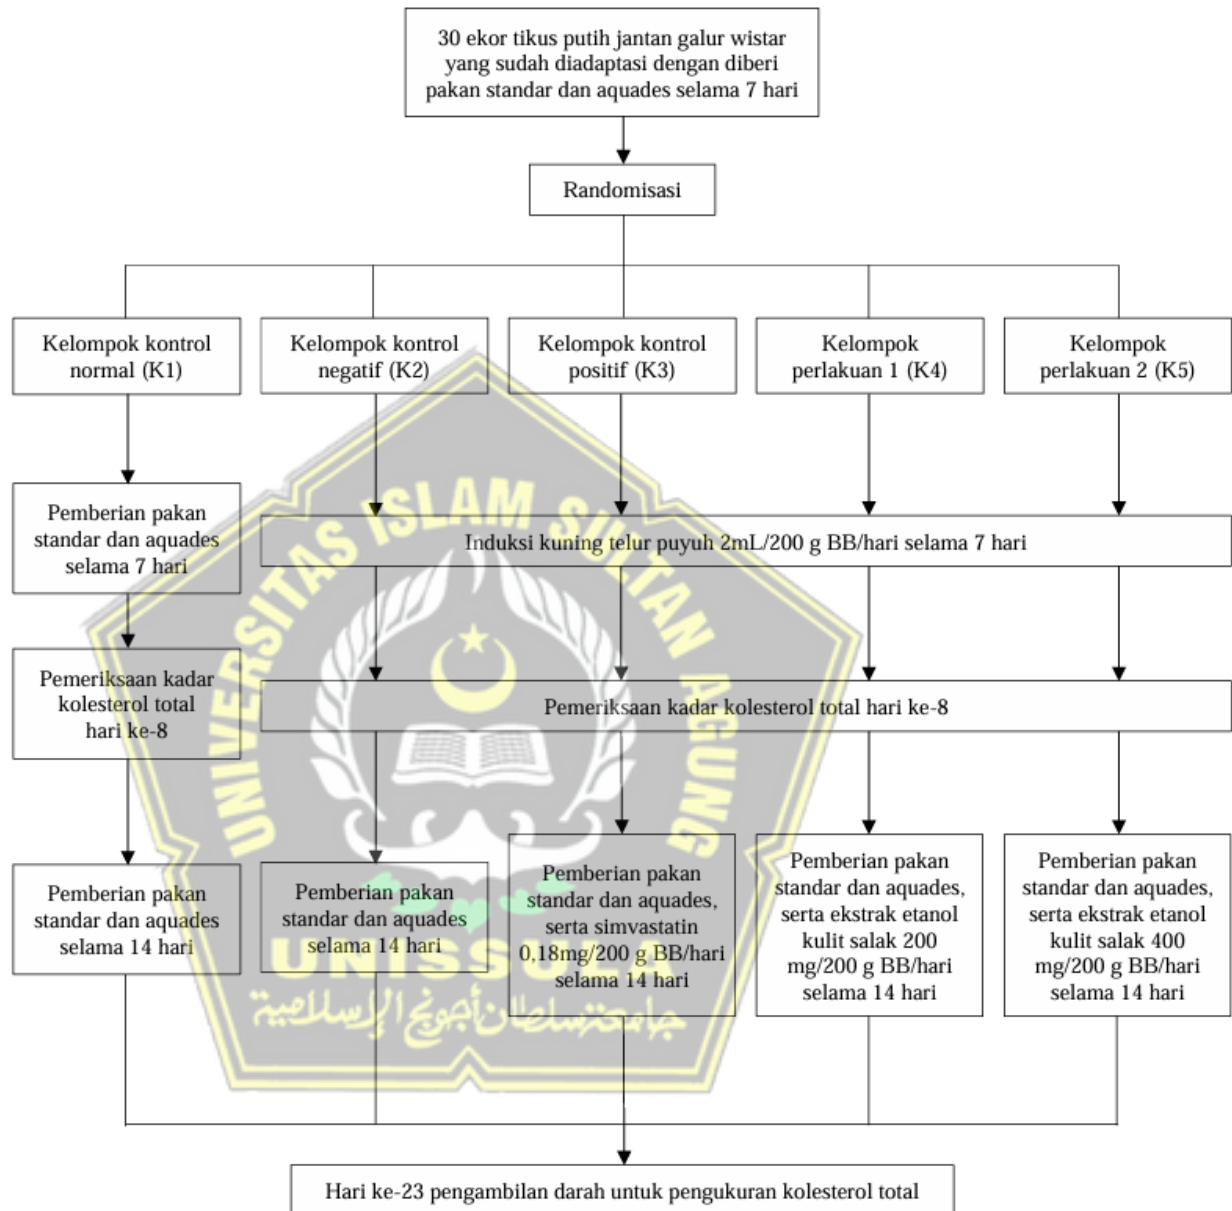 30 ekor tikus putih jantan galur wistar
yang sudah diadaptasi dengan diberi
pakan standar dan aquades selama 7 hari
Randomisasi
Kelompok kontrol
normal (K1)
Kelompok kontrol
negatif (K2)
Kelompok kontrol
positif (K3)
Kelompok
perlakuan 1 (K4)
Kelompok
perlakuan 2 (K5)
Pemberian pakan
standar dan aquades
selama 7 hari
Induksi kuning telur puyuh 2mL/200 g BB/hari selama 7 hari
Pemeriksaan kadar
kolesterol total
hari ke-8
Pemeriksaan kadar kolesterol total hari ke-8
Pemberian pakan
standar dan aquades
selama 14 hari
Pemberian pakan
standar dan aquades
selama 14 hari
Pemberian pakan
standar dan aquades,
serta simvastatin
0,18mg/200 g BB/hari
selama 14 hari
Pemberian pakan
standar dan aquades,
serta ekstrak etanol
kulit salak 200
mg/200 g BB/hari
selama 14 hari
Pemberian pakan
standar dan aquades,
serta ekstrak etanol
kulit salak 400
mg/200 g BB/hari
selama 14 hari
Hari ke-23 pengambilan darah untuk pengukuran kolesterol total
UNIVERSITAS ISLAM SULTAN AGUNG
UNISSULA
جامعة سلطان أجونج الإسلامية